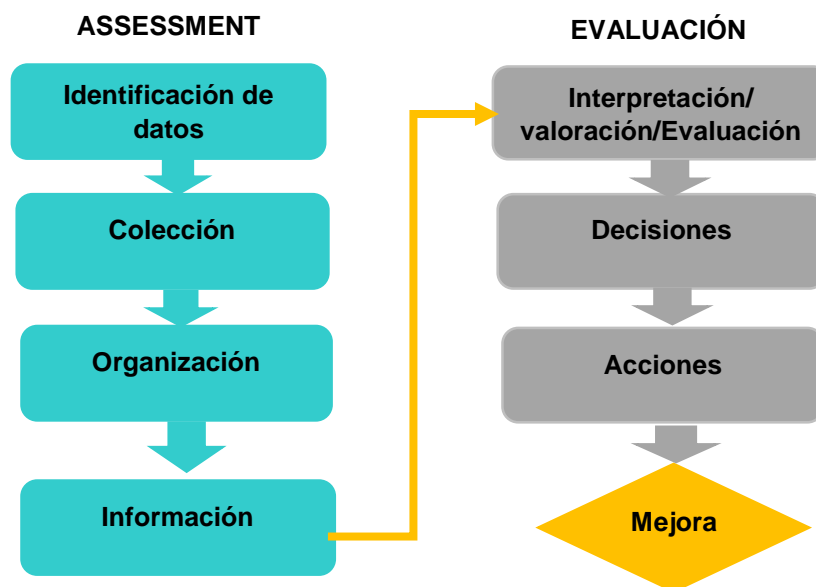 ASSESSMENT
Identificación de
datos
Colección
Organización
Información
EVALUACIÓN
Interpretación/
valoración/Evaluación
Decisiones
Acciones
Mejora